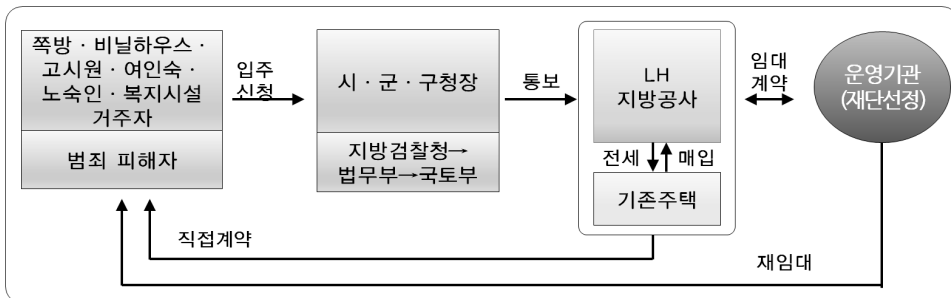 쪽방 · 비닐하우스 ·
고시원 · 여인숙 ·
노숙인 · 복지시설
거주자
범죄 피해자
입주
신청
시 · 군 · 구청장
지방검찰청→
법무부→국토부
통보
LH
지방공사
전세
매입
기존주택
임대
계약
운영기관
(재단선정)
직접계약
재임대